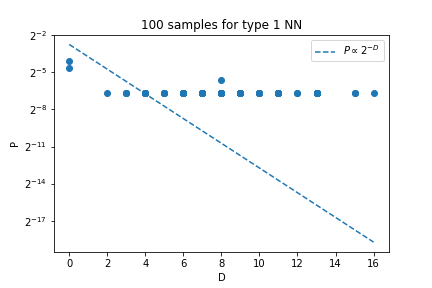 100 samples for type 1 NN
P ∝ 2^{-D}
2^{-2}
2^{-5}
2^{-8}
2^{-11}
2^{-14}
2^{-17}
P
0 2 4 6 8 10 12 14 16
D